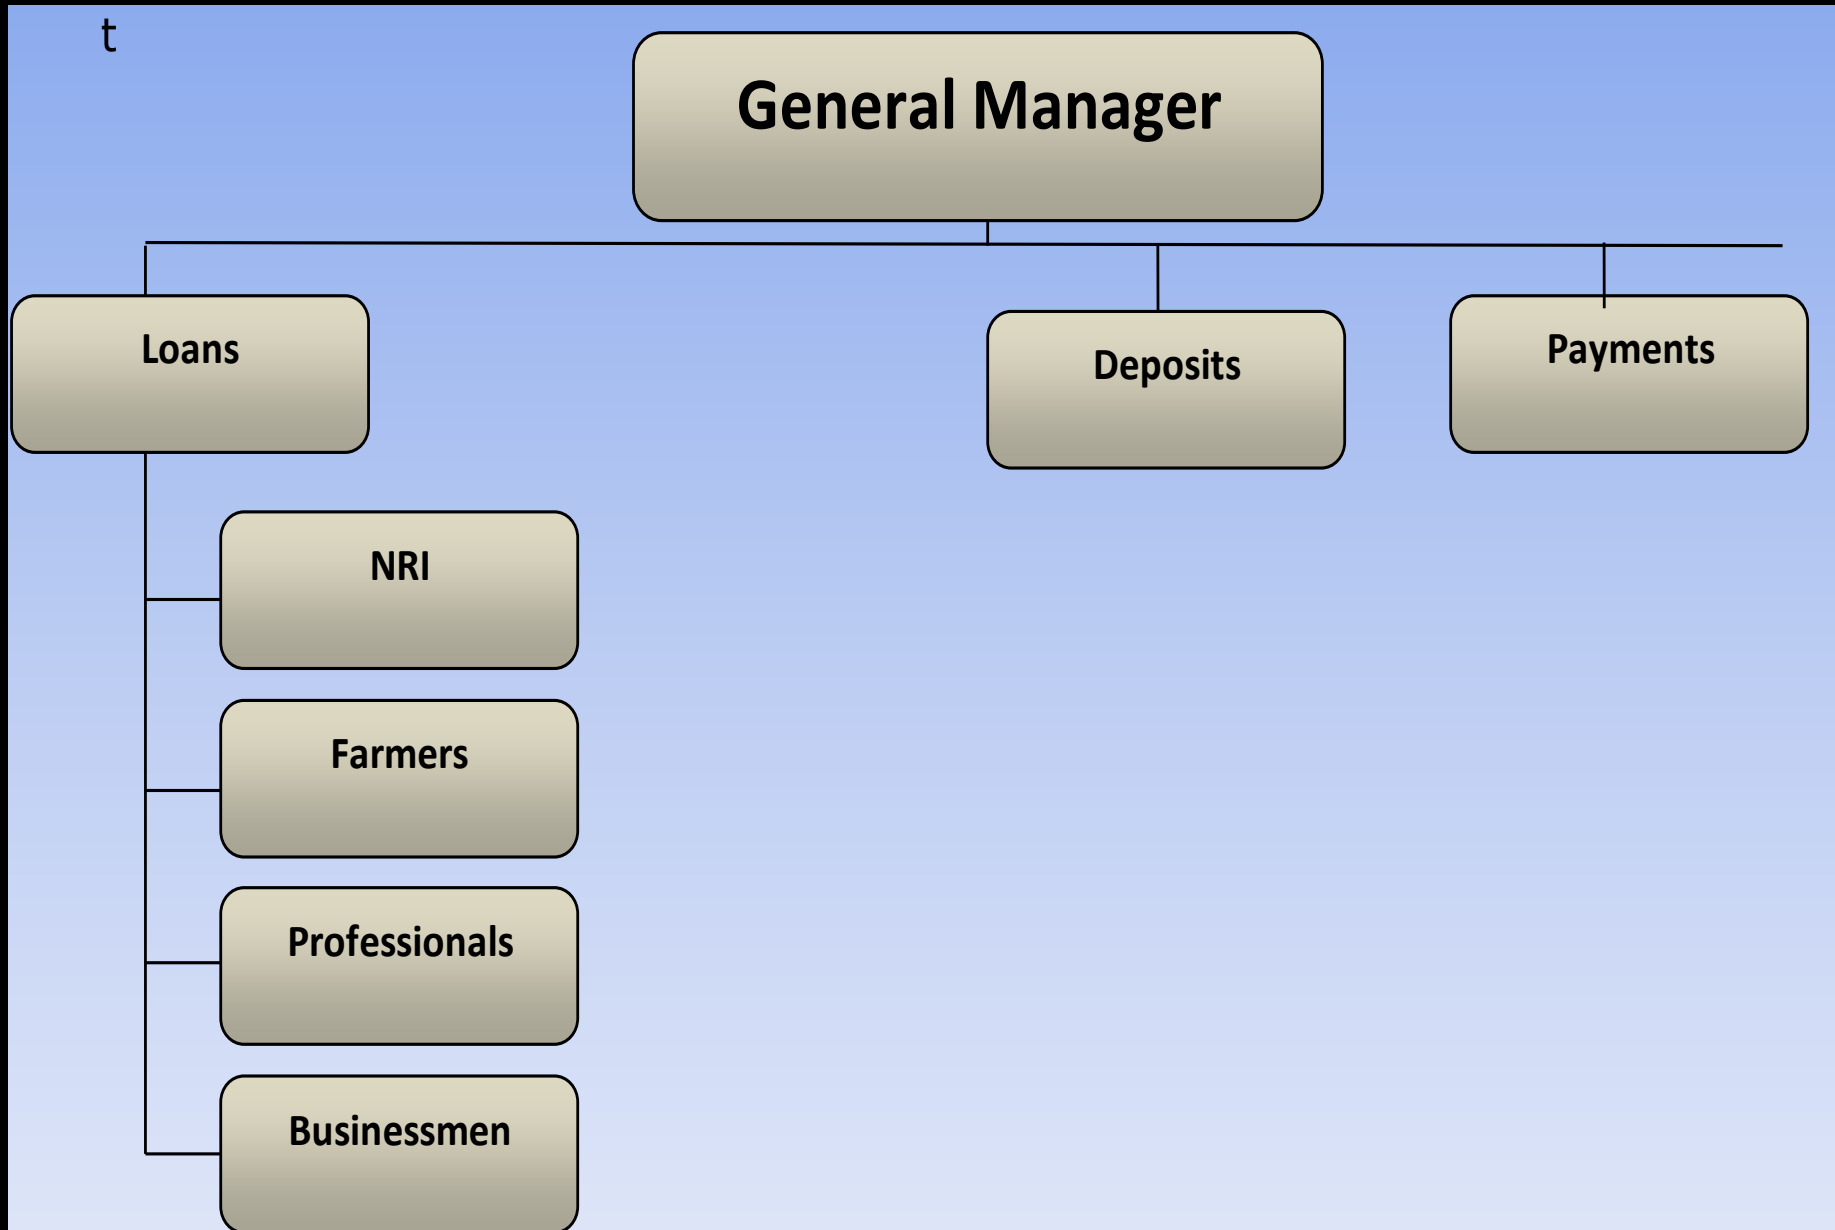 t
General Manager
Loans
Deposits
Payments
NRI
Farmers
Professionals
Businessmen